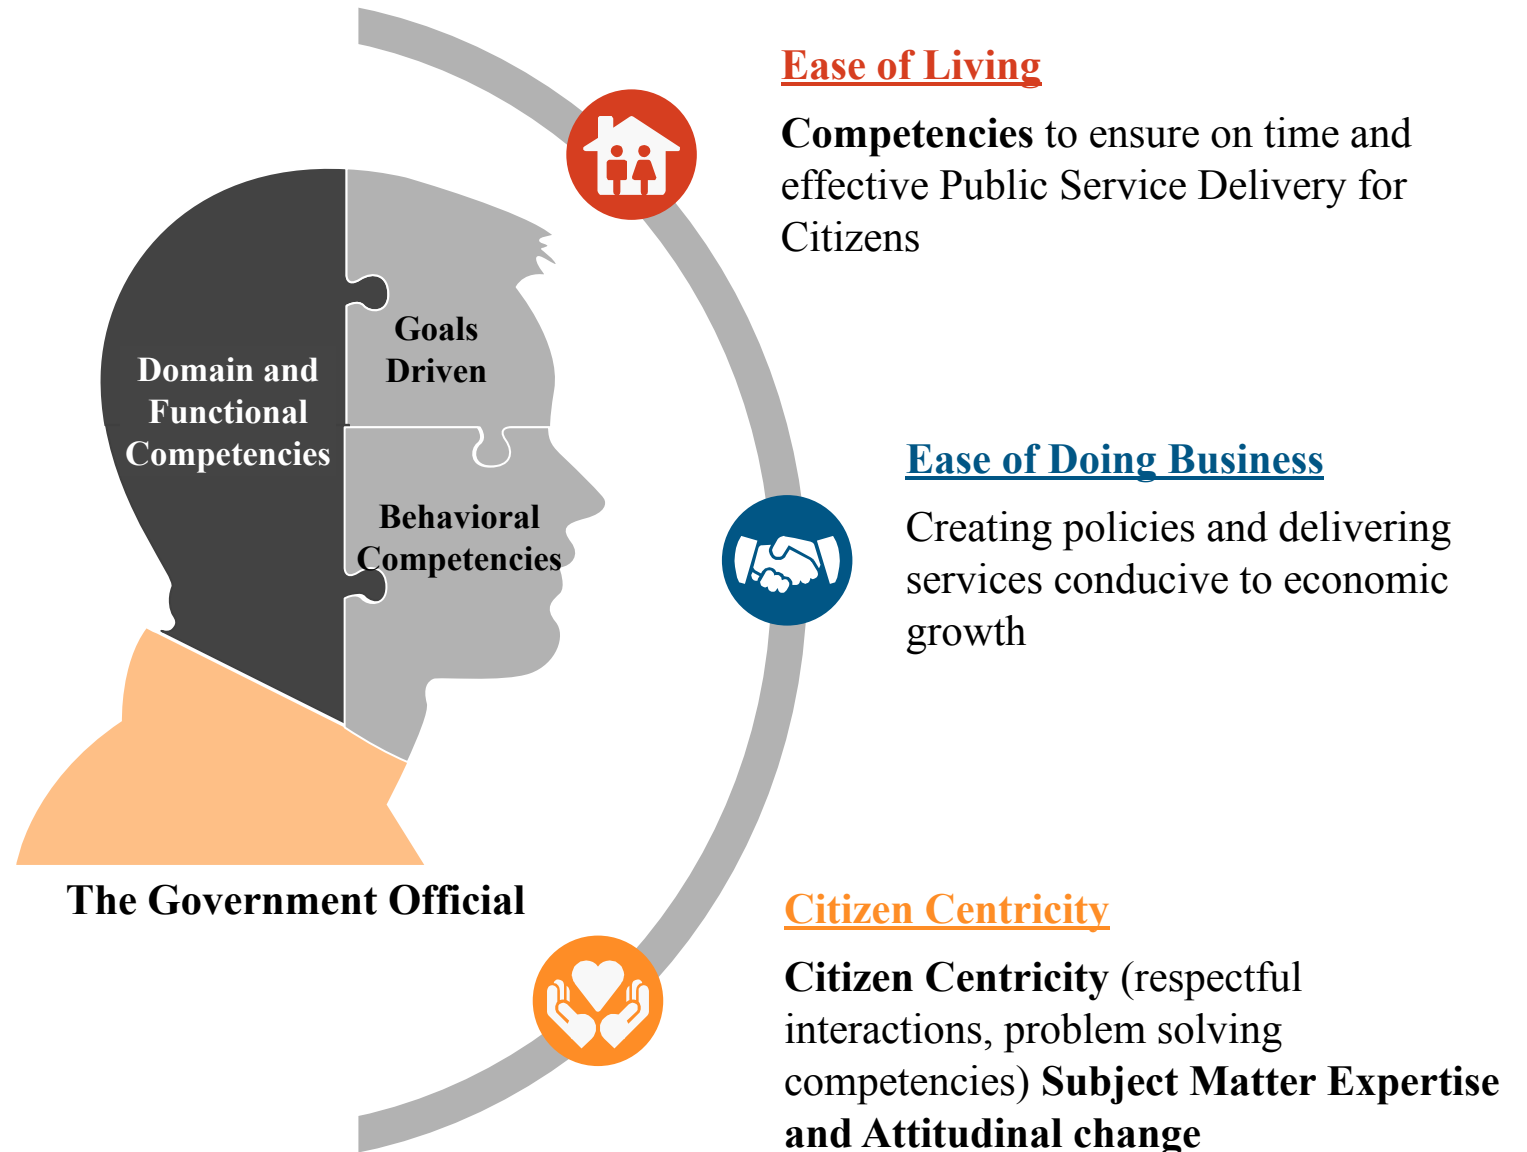 Ease of Living
Competencies to ensure on time and
effective Public Service Delivery for
Citizens
Goals
Driven
Domain and
Functional
Competencies
Behavioral
Competencies
Ease of Doing Business
Creating policies and delivering
services conducive to economic
growth
The Government Official
Citizen Centricity
Citizen Centricity (respectful
interactions, problem solving
competencies) Subject Matter Expertise
and Attitudinal change